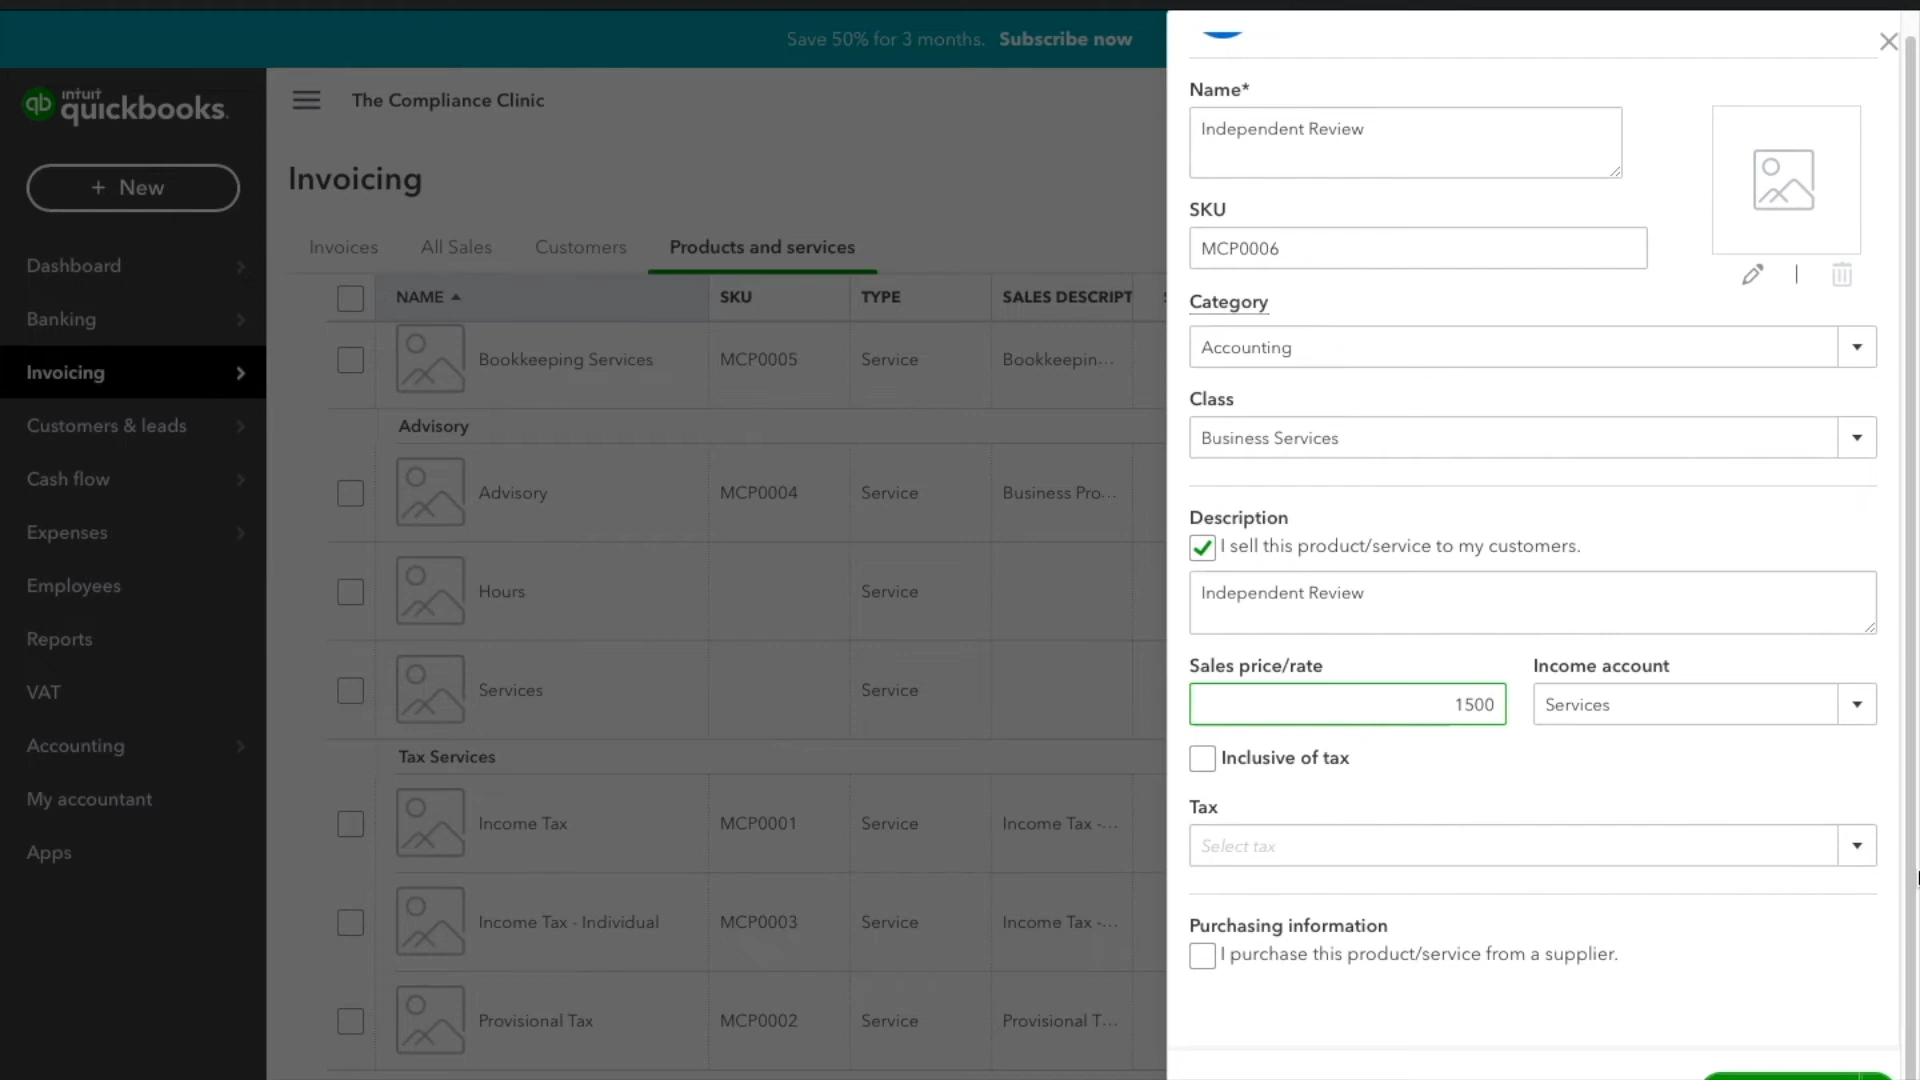 Save 50% for 3 months. Subscribe now
qb intuit quickbooks.
The Compliance Clinic
+ New
Invoicing
Invoices All Sales Customers Products and services
Dashboard
Banking
Invoicing
Customers & leads
Cash flow
Expenses
Employees
Reports
VAT
Accounting
My accountant
Apps
NAME SKU TYPE SALES DESCRIPT
Bookkeeping Services MCP0005 Service Bookkeepin...
Advisory
Advisory MCP0004 Service Business Pro...
Hours Service
Services Service
Tax Services
Income Tax MCP0001 Service Income Tax -...
Income Tax - Individual MCP0003 Service Income Tax -...
Provisional Tax MCP0002 Service Provisional T...
Name*
Independent Review
SKU
MCP0006
Category
Accounting
Class
Business Services
Description
I sell this product/service to my customers.
Independent Review
Sales price/rate Income account
1500 Services
Inclusive of tax
Tax
Select tax
Purchasing information
I purchase this product/service from a supplier.